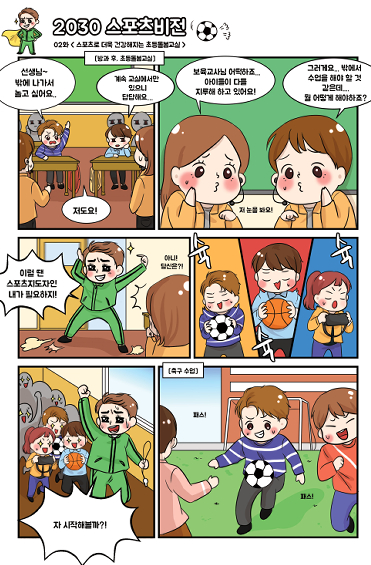 2030 스포츠비전
02화 < 스포츠로 더욱 건강해지는 초등돌봄교실 >
[방과 후, 초등돌봄교실]
선생님~
밖에 나가서
놀고 싶어요..
계속 교실에서만
있으니
답답해요...
저도요!
보육교사님 어떡하죠...
아이들이 다들
지루해 하고 있어요!
그러게요.. 밖에서
수업을 해야 할 것
같은데....
뭘 어떻게 해야하죠?
저 눈을 봐요!
이럴 땐
스포츠지도자인
내가 필요하지!
아니!
당신은?!
슉
슉
슉
자 시작해볼까?!
[축구 수업]
패스!
패스!